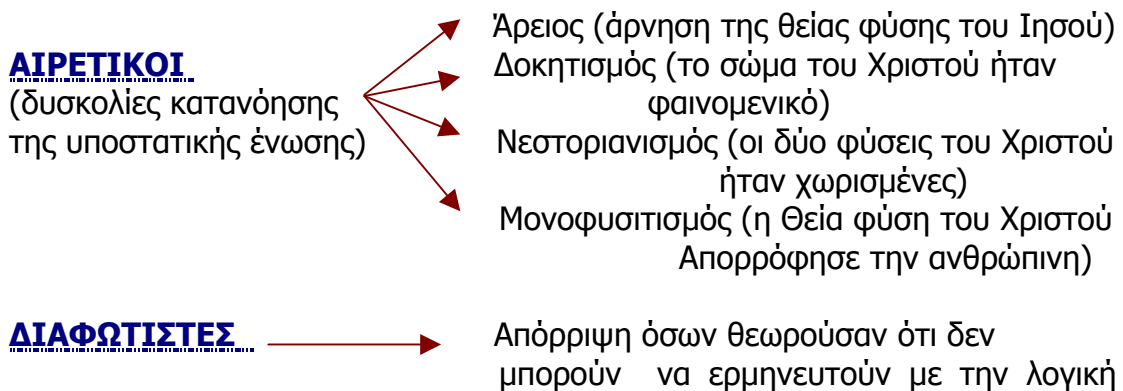 Άρειος (άρνηση της θείας φύσης του Ιησού)
ΑΙΡΕΤΙΚΟΙ
(δυσκολίες κατανόησης
της υποστατικής ένωσης)
Δοκητισμός (το σώμα του Χριστού ήταν
φαινομενικό)
Νεστοριανισμός (οι δύο φύσεις του Χριστού
ήταν χωρισμένες)
Μονοφυσιτισμός (η Θεία φύση του Χριστού
Απορρόφησε την ανθρώπινη)
ΔΙΑΦΩΤΙΣΤΕΣ
Απόρριψη όσων θεωρούσαν ότι δεν
μπορούν να ερμηνευτούν με την λογική